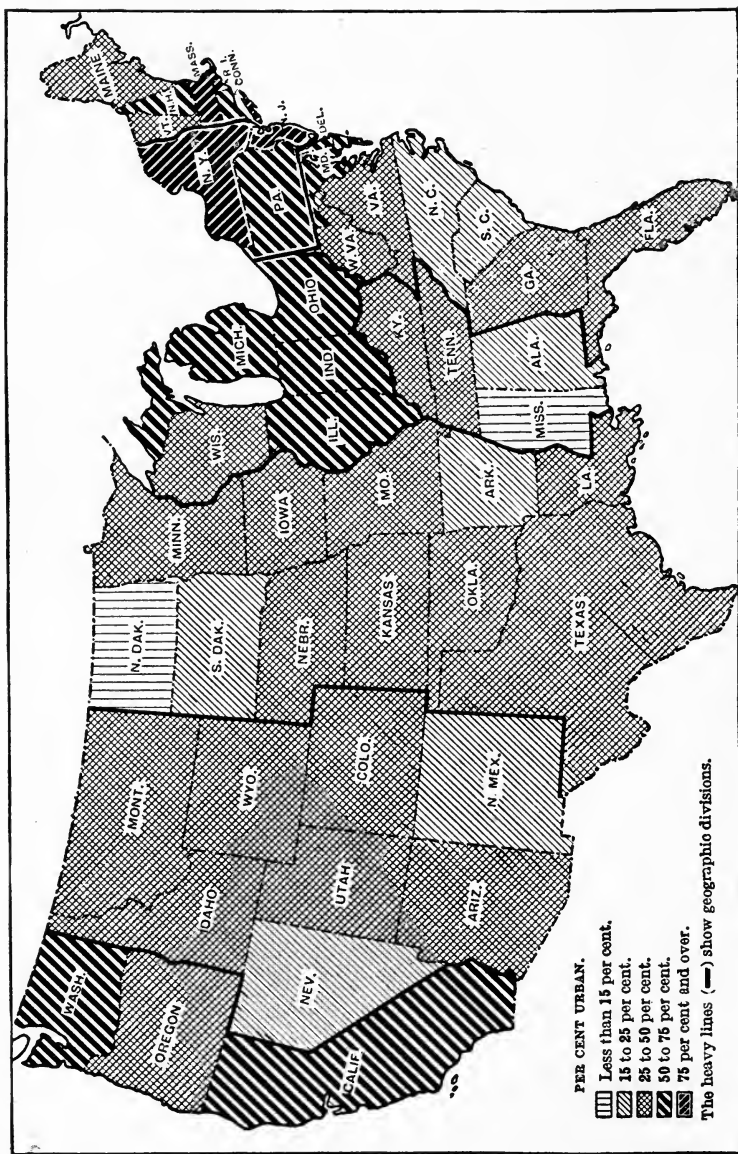 WASH.
OREGON
CALIF.
NEV.
IDAHO
MONT.
WYO.
UTAH
COLO.
ARIZ.
N. MEX.
N. DAK.
S. DAK.
NEBR.
KANSAS
OKLA.
TEXAS
MINN.
IOWA
MO.
ARK.
LA.
WIS.
MICH.
ILL.
IND.
OHIO
KY.
TENN.
MISS.
ALA.
GA.
FLA.
S. C.
N. C.
VA.
W. VA.
MD.
DEL.
PA.
N. J.
N. Y.
CONN.
R. I.
MASS.
VT.
N.H.
MAINE
PER CENT URBAN.
Less than 15 per cent.
15 to 25 per cent.
25 to 50 per cent.
50 to 75 per cent.
75 per cent and over.
The heavy lines (━) show geographic divisions.